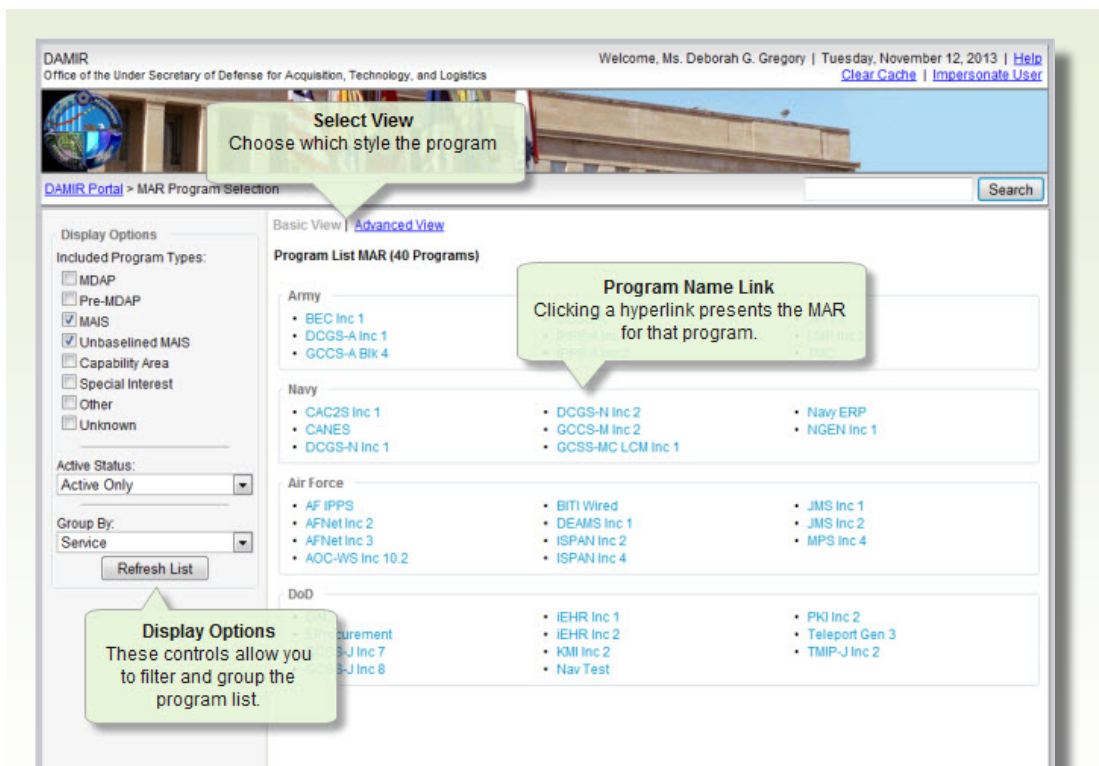 DAMIR
Office of the Under Secretary of Defense for Acquisition, Technology, and Logistics
Welcome, Ms. Deborah G. Gregory | Tuesday, November 12, 2013 | Help
Clear Cache | Impersonate User
Select View
Choose which style the program
DAMIR Portal > MAR Program Selection
Search
Display Options
Included Program Types:
MDAP
Pre-MDAP
MAIS
Unbaselined MAIS
Capability Area
Special Interest
Other
Unknown
Active Status:
Active Only
Group By:
Service
Refresh List
Display Options
These controls allow you
to filter and group the
program list.
Basic View | Advanced View
Program List MAR (40 Programs)
Program Name Link
Clicking a hyperlink presents the MAR
for that program.
Army
• BEC Inc 1
• DCGS-A Inc 1
• GCCS-A Blk 4
Navy
• CAC2S Inc 1
• CANES
• DCGS-N Inc 1
• DCGS-N Inc 2
• GCCS-M Inc 2
• GCSS-MC LCM Inc 1
• Navy ERP
• NGEN Inc 1
Air Force
• AF IPPS
• AFNet Inc 2
• AFNet Inc 3
• AOC-WS Inc 10.2
• BITI Wired
• DEAMS Inc 1
• ISPAN Inc 2
• ISPAN Inc 4
• JMS Inc 1
• JMS Inc 2
• MPS Inc 4
DoD
Inc 7
Inc 8
• iEHR Inc 1
• iEHR Inc 2
• KMI Inc 2
• Nav Test
• PKI Inc 2
• Teleport Gen 3
• TMIP-J Inc 2